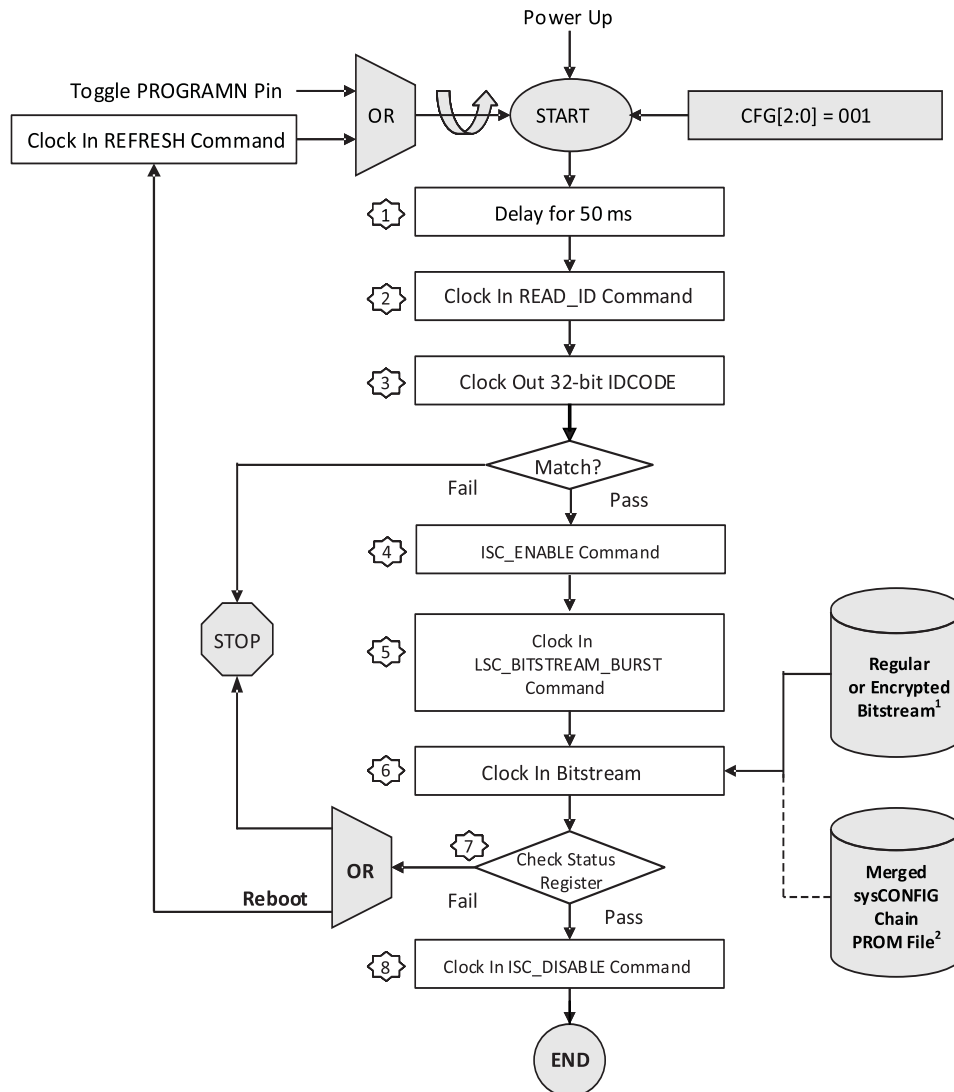 Power Up
Toggle PROGRAMN Pin
OR
START
CFG[2:0] = 001
Clock In REFRESH Command
1
Delay for 50 ms
2
Clock In READ_ID Command
3
Clock Out 32-bit IDCODE
Match?
Fail
Pass
4
ISC_ENABLE Command
STOP
5
Clock In
LSC_BITSTREAM_BURST
Command
Regular
or Encrypted
Bitstream1
6
Clock In Bitstream
7
Check Status
Register
OR
Reboot
Fail
Pass
Merged
sysCONFIG
Chain
PROM File2
8
Clock In ISC_DISABLE Command
END